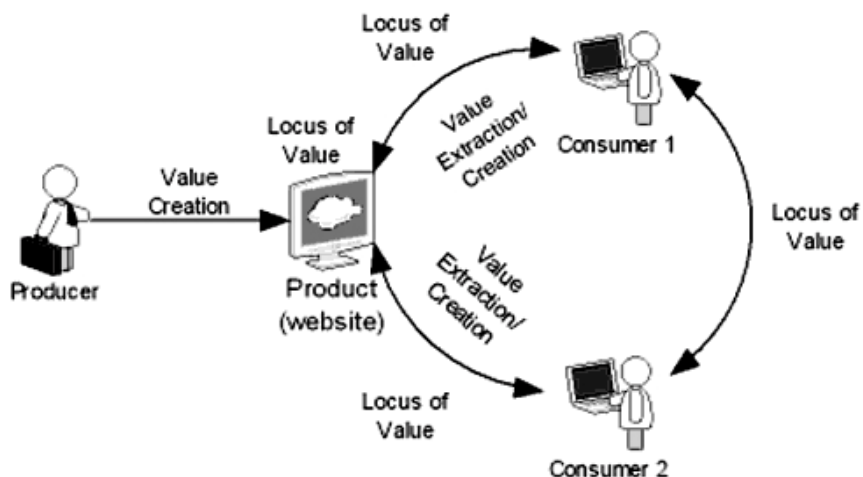 Locus of
Value
Value
Extraction/
Creation
Consumer 1
Locus of
Value
Value
Creation
Producer
Product
(website)
Locus of
Value
Value
Extraction/
Creation
Locus of
Value
Consumer 2